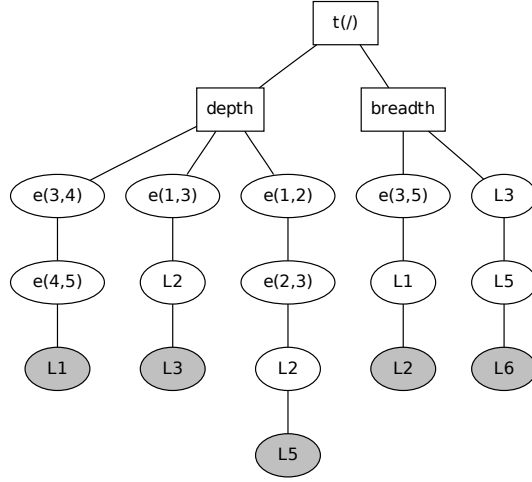 t(/)
depth breadth
e(3,4) e(1,3) e(1,2) e(3,5) L3
e(4,5) L2 e(2,3) L1 L5
L1 L3 L2 L2 L6
L5